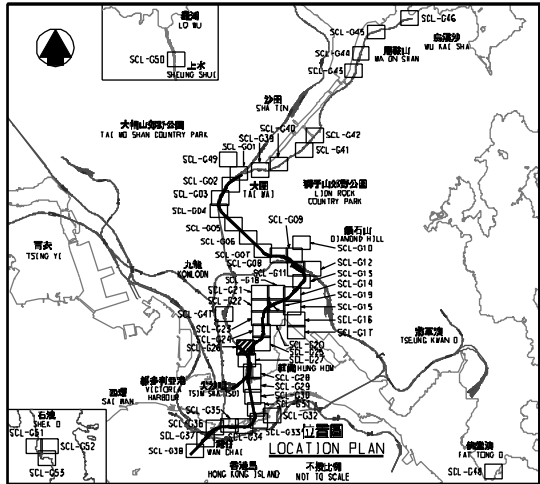 羅湖
LO WU
SCL-G50
上水
SHEUNG SHUI
SCL-G46
SCL-G45
烏溪沙
WU KAI SHA
SCL-G44
馬鞍山
MA ON SHAN
SCL-G43
沙田
SHA TIN
大帽山郊野公園
TAI MO SHAN COUNTRY PARK
SCL-G40
SCL-G39
SCL-G42
SCL-G01
SCL-G41
SCL-G49
SCL-G02
大圍
TAI WAI
獅子山郊野公園
LION ROCK
COUNTRY PARK
SCL-G03
SCL-G04
SCL-G05
SCL-G09
鑽石山
DIAMOND HILL
SCL-G06
SCL-G10
青衣
TSING YI
SCL-G07
SCL-G08
SCL-G11
SCL-G12
SCL-G13
九龍
KOWLOON
SCL-G18
SCL-G14
SCL-G21
SCL-G19
SCL-G22
SCL-G15
SCL-G47
SCL-G16
SCL-G23
SCL-G17
SCL-G24
SCL-G20
SCL-G26
SCL-G25
SCL-G27
將軍澳
TSEUNG KWAN O
紅磡
HUNG HOM
SCL-G28
SCL-G29
SCL-G30
維多利亞港
VICTORIA
HARBOUR
尖沙咀
TSIM SHA TSUI
西環
SAI WAN
SCL-G32
SCL-G35
SCL-G36
SCL-G33
SCL-G34
SCL-G37
SCL-G38
灣仔
WAN CHAI
香港島
HONG KONG ISLAND
石澳
SHEK O
SCL-G51
SCL-G52
SCL-G53
位置圖
LOCATION PLAN
不按比例
NOT TO SCALE
佛堂澳
FAT TONG O
SCL-G48